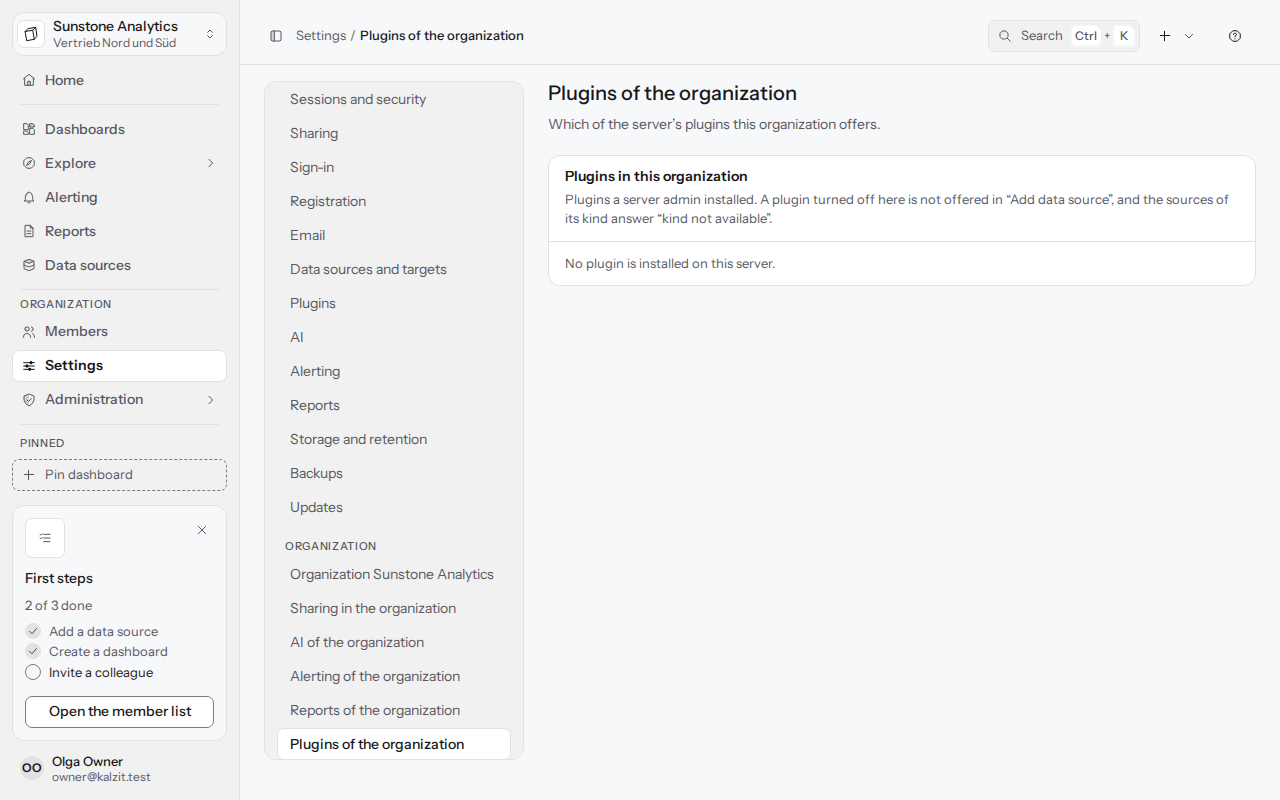 Sunstone Analytics
Vertrieb Nord und Süd
Home
Dashboards
Explore
Alerting
Reports
Data sources
ORGANIZATION
Members
Settings
Administration
PINNED
Pin dashboard
First steps
2 of 3 done
Add a data source
Create a dashboard
Invite a colleague
Open the member list
OO
Olga Owner
owner@kalzit.test
Settings / Plugins of the organization
Search Ctrl + K
Sessions and security
Sharing
Sign-in
Registration
Email
Data sources and targets
Plugins
AI
Alerting
Reports
Storage and retention
Backups
Updates
ORGANIZATION
Organization Sunstone Analytics
Sharing in the organization
AI of the organization
Alerting of the organization
Reports of the organization
Plugins of the organization
Plugins of the organization
Which of the server’s plugins this organization offers.
Plugins in this organization
Plugins a server admin installed. A plugin turned off here is not offered in “Add data source”, and the sources of
its kind answer “kind not available”.
No plugin is installed on this server.